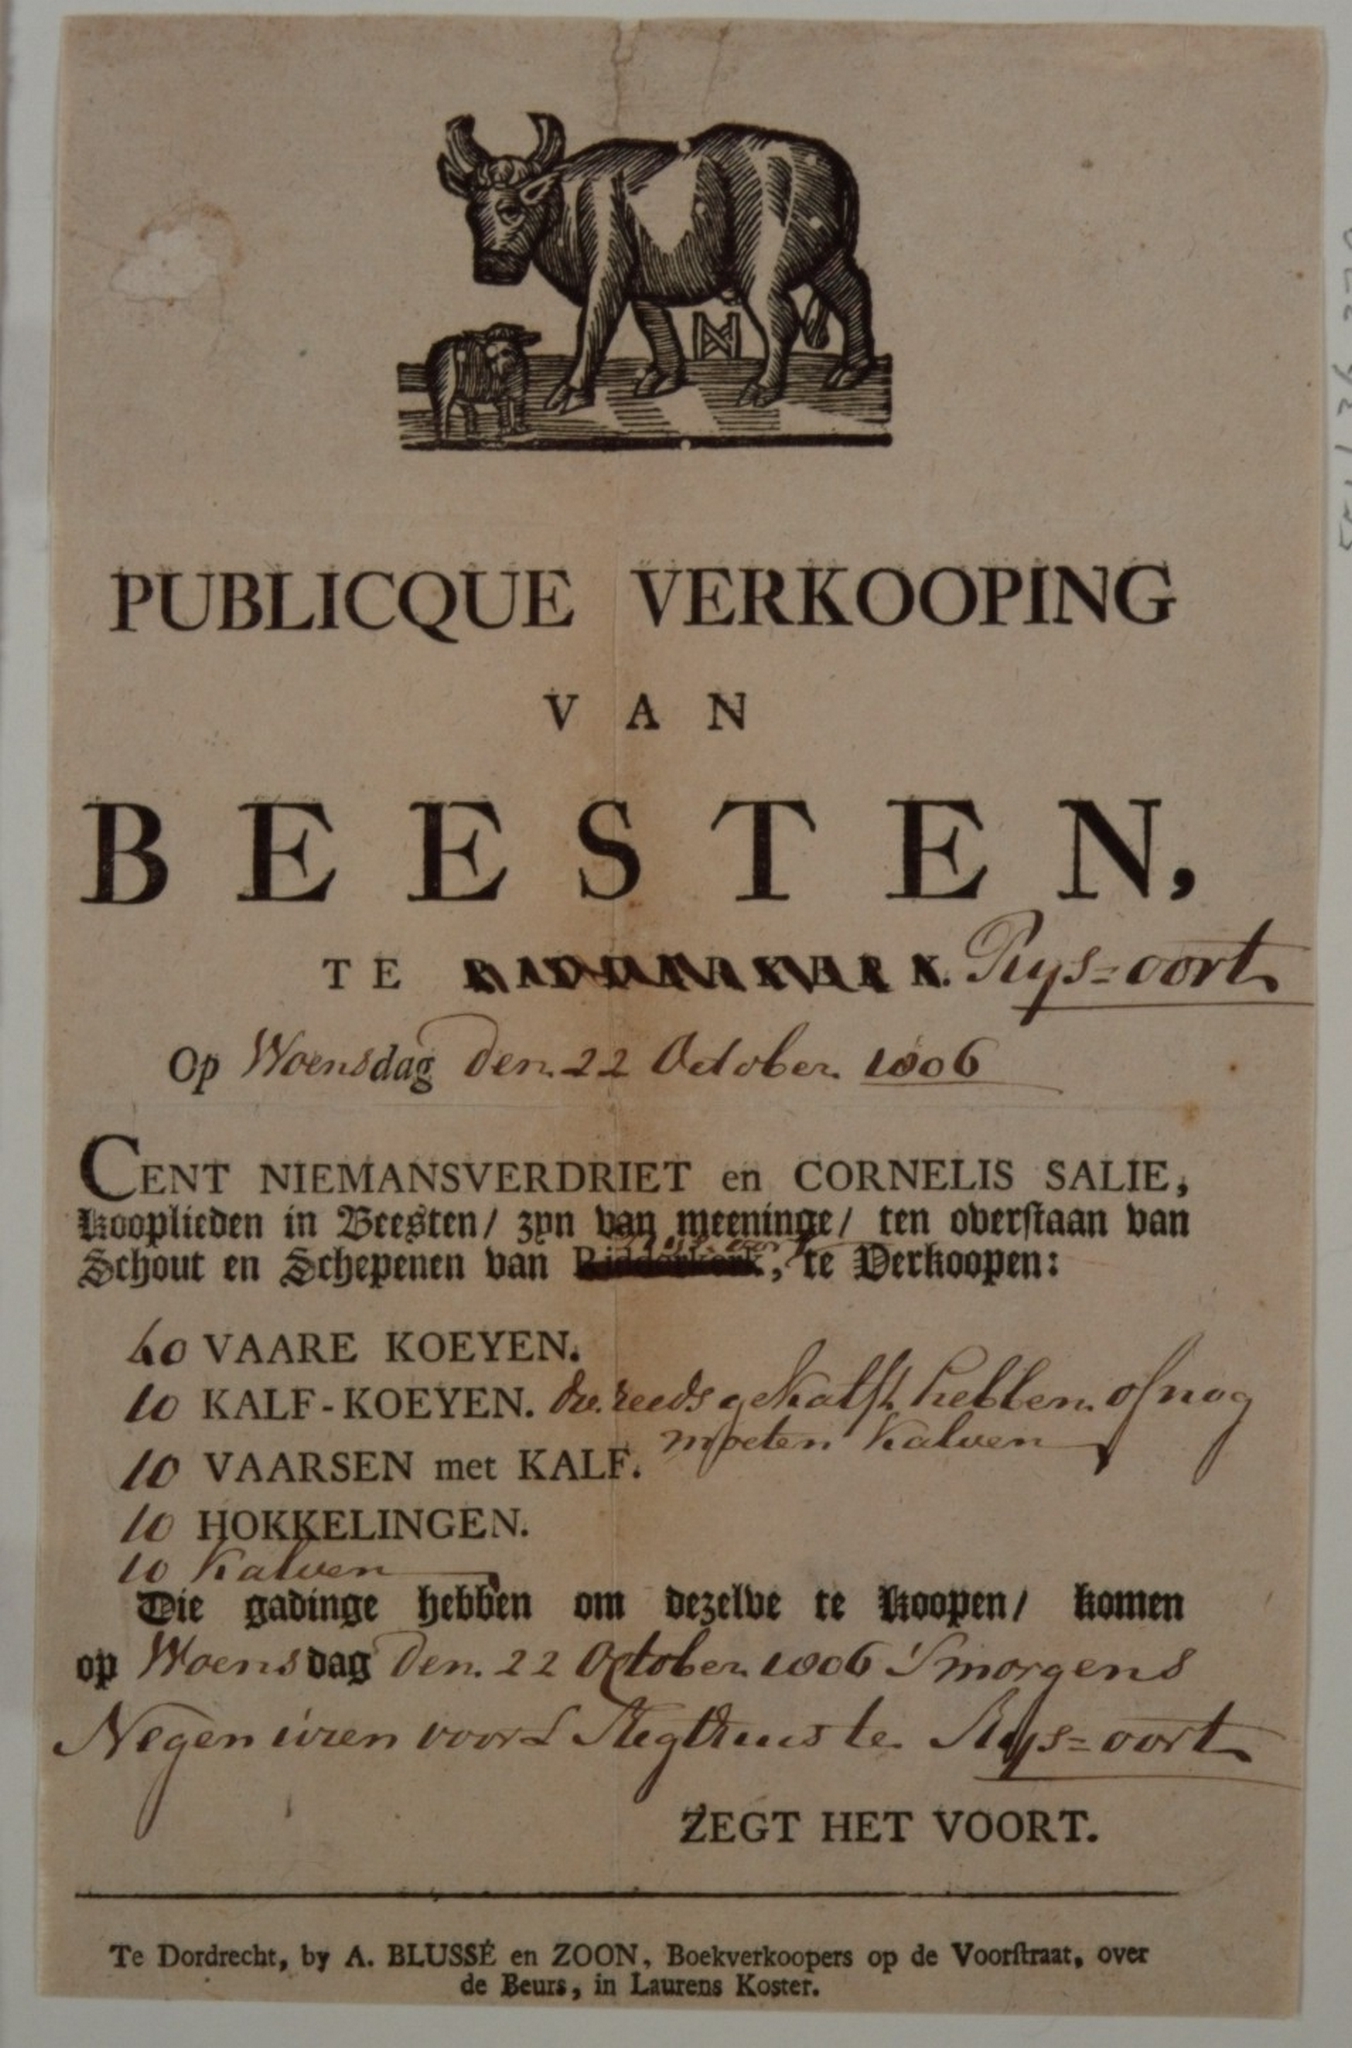 PUBLICQUE VERKOOPING
VAN
BEESTEN,
TE RIDDERKERK. Rys=oort
Op Woensdag den 22 October 1806
CENT NIEMANSVERDRIET en CORNELIS SALIE,
Kooplieden in Beesten/ zyn van meeninge/ ten overstaan van
Schout en Schepenen van Ridderkerk, te Verkoopen:
40 VAARE KOEYEN.
10 KALF-KOEYEN. die reeds gekalft hebben of nog
moeten kalven
10 VAARSEN met KALF.
10 HOKKELINGEN.
10 kalven
Die gadinge hebben om dezelve te koopen/ komen
op Woensdag den 22 October 1806 'smorgens
Negen uren voor t Regthuis te Rys=oort
ZEGT HET VOORT.
Te Dordrecht, by A. BLUSSÉ en ZOON, Boekverkoopers op de Voorstraat, over
de Beurs, in Laurens Koster.